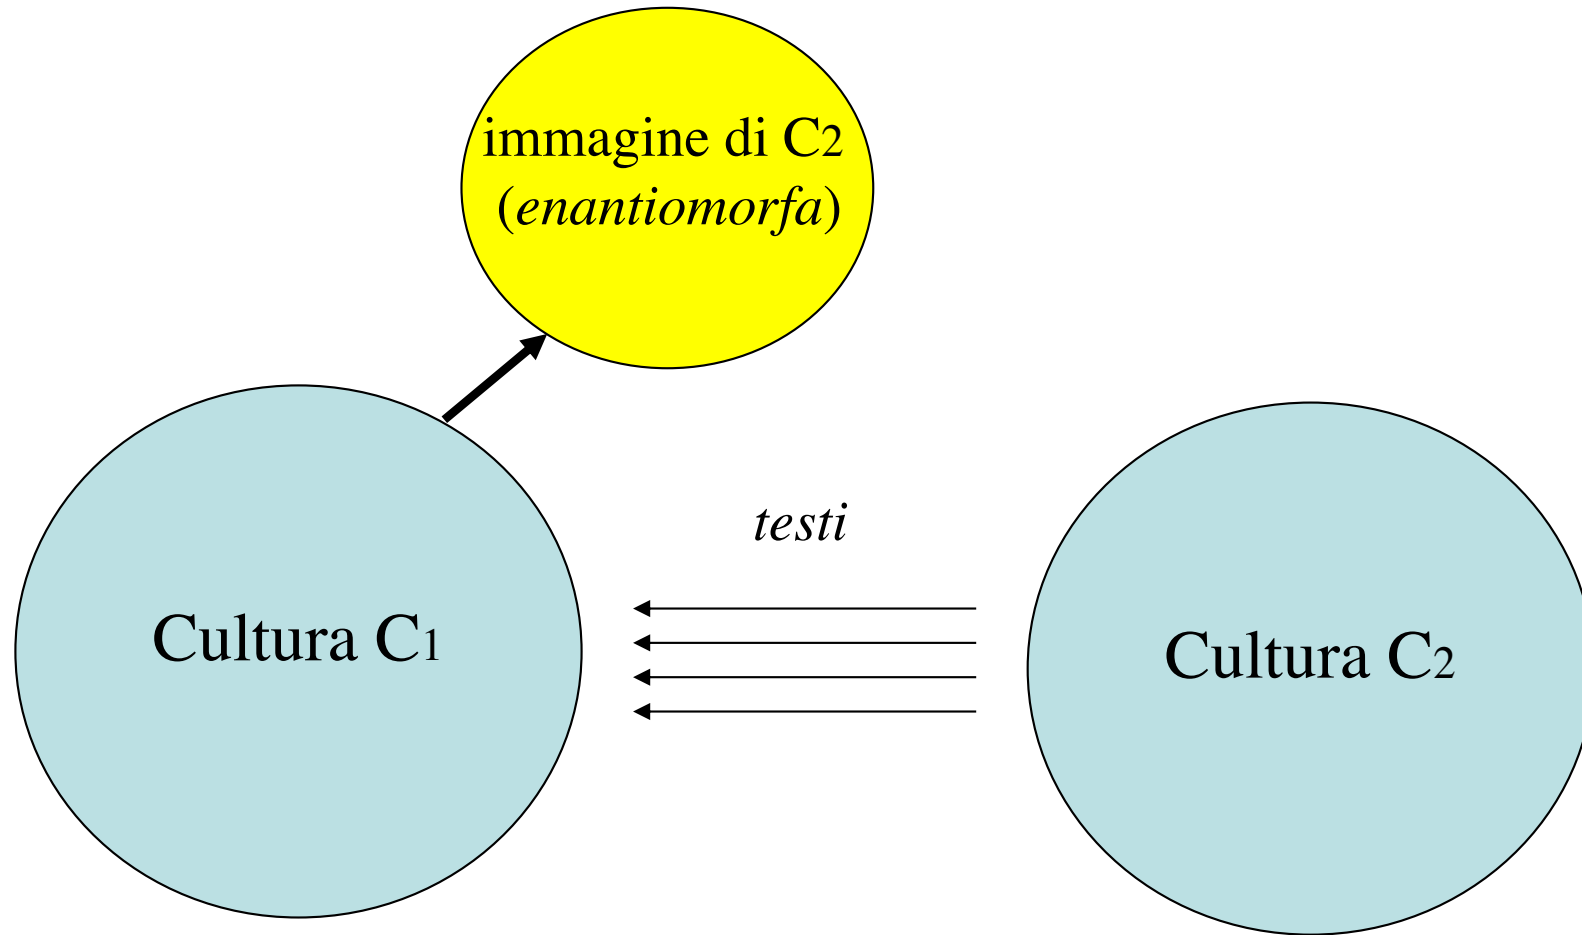 immagine di C2
(enantiomorfa)
testi
Cultura C1
Cultura C2